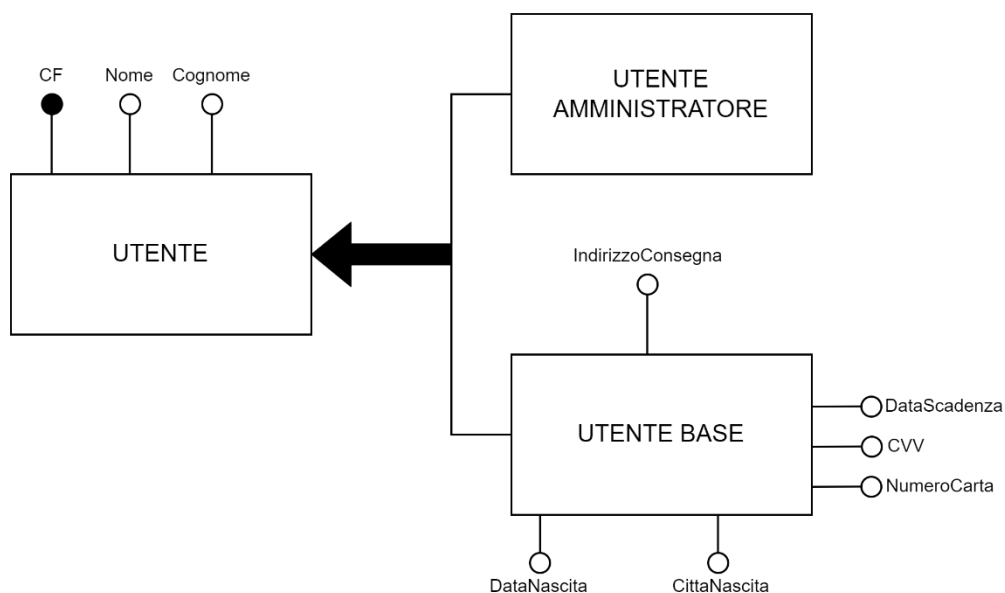 CF
Nome
Cognome
UTENTE
UTENTE
AMMINISTRATORE
IndirizzoConsegna
UTENTE BASE
DataScadenza
CVV
NumeroCarta
DataNascita
CittaNascita